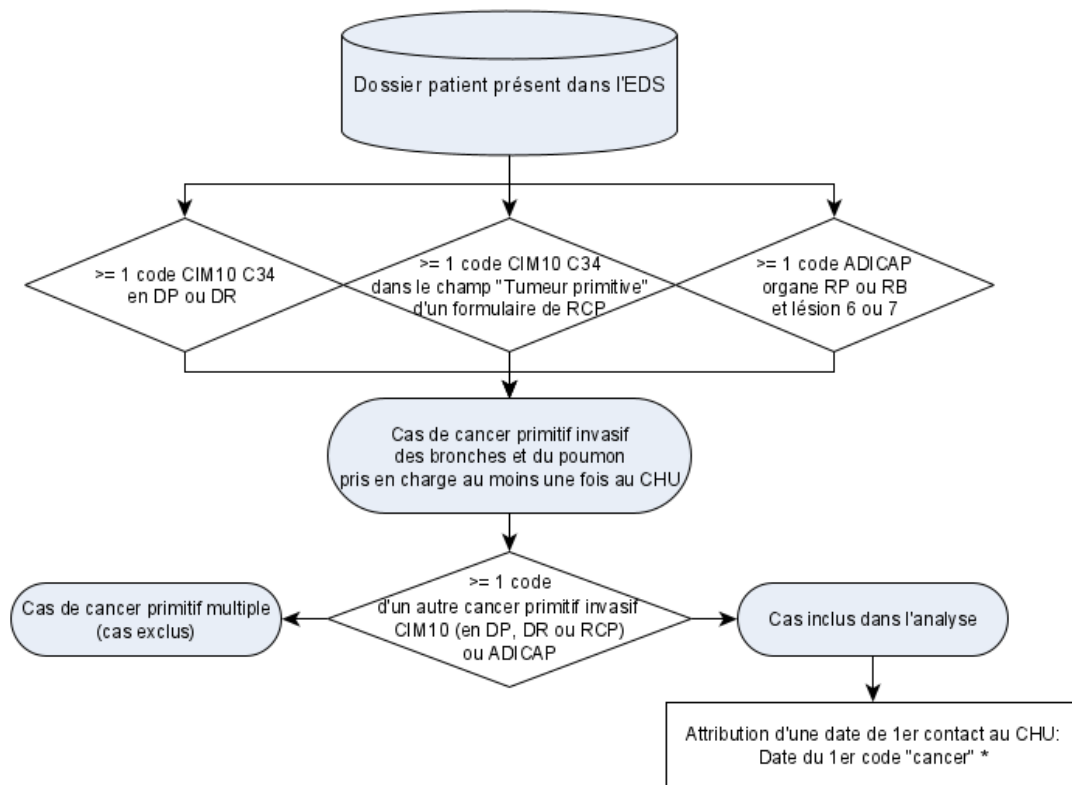 Dossier patient présent dans l'EDS
>= 1 code CIM10 C34
en DP ou DR
>= 1 code CIM10 C34
dans le champ "Tumeur primitive"
d'un formulaire de RCP
>= 1 code ADICAP
organe RP ou RB
et lésion 6 ou 7
Cas de cancer primitif invasif
des bronches et du poumon
pris en charge au moins une fois au CHU
>= 1 code
d'un autre cancer primitif invasif
CIM10 (en DP, DR ou RCP)
ou ADICAP
Cas de cancer primitif multiple
(cas exclus)
Cas inclus dans l'analyse
Attribution d'une date de 1er contact au CHU:
Date du 1er code "cancer" *